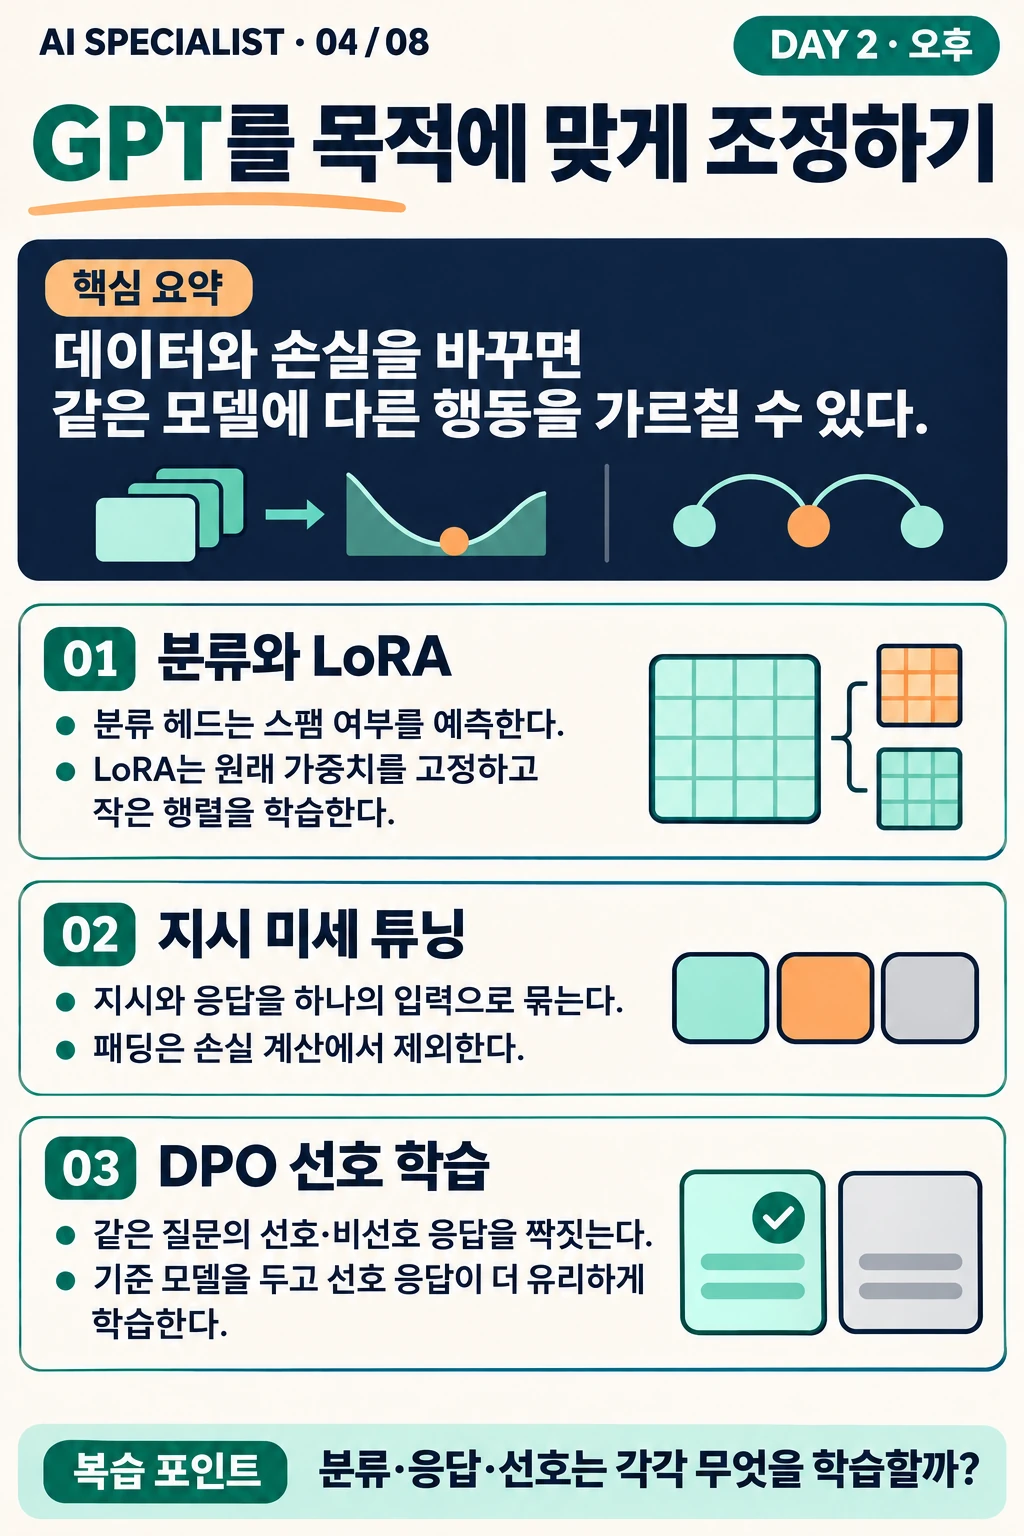 AI SPECIALIST · 04 / 08
DAY 2 · 오후
GPT를 목적에 맞게 조정하기
핵심 요약
데이터와 손실을 바꾸면
같은 모델에 다른 행동을 가르칠 수 있다.
01 분류와 LoRA
● 분류 헤드는 스팸 여부를 예측한다.
● LoRA는 원래 가중치를 고정하고
작은 행렬을 학습한다.
02 지시 미세 튜닝
● 지시와 응답을 하나의 입력으로 묶는다.
● 패딩은 손실 계산에서 제외한다.
03 DPO 선호 학습
● 같은 질문의 선호·비선호 응답을 짝짓는다.
● 기준 모델을 두고 선호 응답이 더 유리하게
학습한다.
복습 포인트 분류·응답·선호는 각각 무엇을 학습할까?